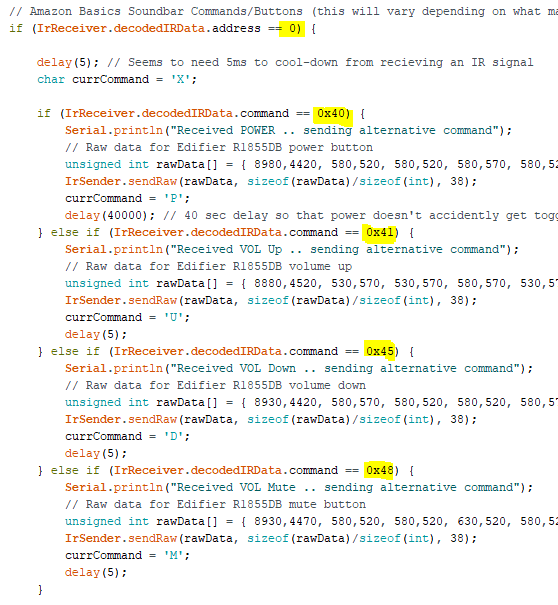 // Amazon Basics Soundbar Commands/Buttons (this will vary depending on what ma
if (IrReceiver.decodedIRData.address == 0) {
delay(5); // Seems to need 5ms to cool-down from recieving an IR signal
char currCommand = 'X';
if (IrReceiver.decodedIRData.command == 0x40) {
Serial.println("Received POWER .. sending alternative command");
// Raw data for Edifier R1855DB power button
unsigned int rawData[] = { 8980,4420, 580,520, 580,520, 580,570, 580,52
IrSender.sendRaw(rawData, sizeof(rawData)/sizeof(int), 38);
currCommand = 'P';
delay(40000); // 40 sec delay so that power doesn't accidently get togg
} else if (IrReceiver.decodedIRData.command == 0x41) {
Serial.println("Received VOL Up .. sending alternative command");
// Raw data for Edifier R1855DB volume up
unsigned int rawData[] = { 8880,4520, 530,570, 530,570, 580,570, 530,57
IrSender.sendRaw(rawData, sizeof(rawData)/sizeof(int), 38);
currCommand = 'U';
delay(5);
} else if (IrReceiver.decodedIRData.command == 0x45) {
Serial.println("Received VOL Down .. sending alternative command");
// Raw data for Edifier R1855DB volume down
unsigned int rawData[] = { 8930,4420, 580,570, 580,520, 580,520, 580,57
IrSender.sendRaw(rawData, sizeof(rawData)/sizeof(int), 38);
currCommand = 'D';
delay(5);
} else if (IrReceiver.decodedIRData.command == 0x48) {
Serial.println("Received VOL Mute .. sending alternative command");
// Raw data for Edifier R1855DB mute button
unsigned int rawData[] = { 8930,4470, 580,520, 580,520, 630,520, 580,52
IrSender.sendRaw(rawData, sizeof(rawData)/sizeof(int), 38);
currCommand = 'M';
delay(5);
}